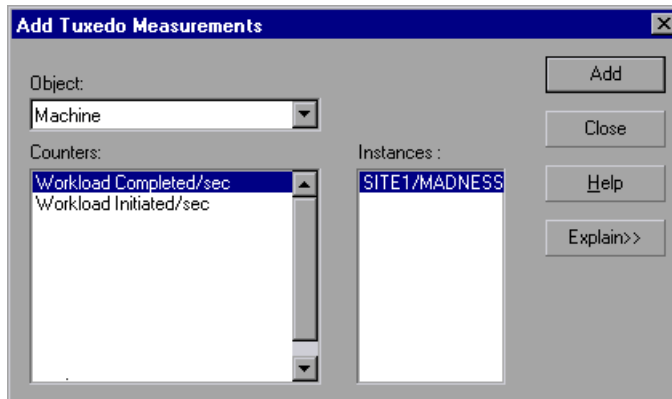 Add Tuxedo Measurements
Object:
Machine
Counters:
Workload Completed/sec
Workload Initiated/sec
Instances :
SITE1/MADNESS
Add
Close
Help
Explain>>